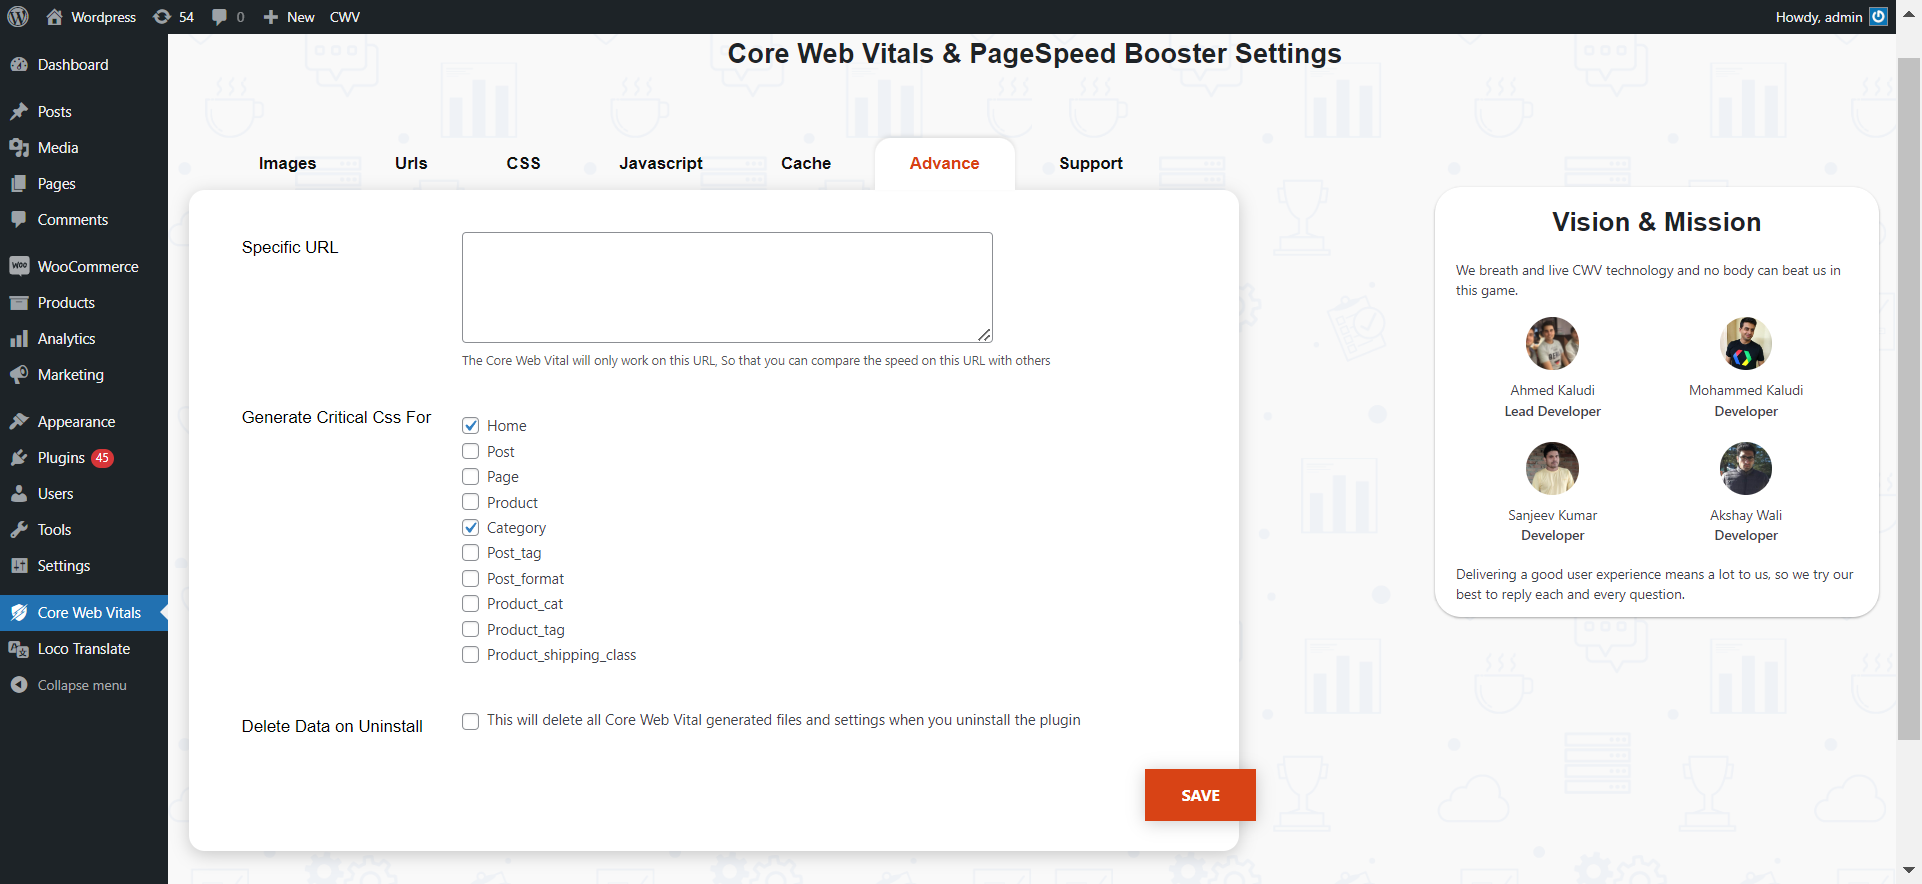 Wordpress 54 0 New CWV Howdy, admin
Dashboard
Posts
Media
Pages
Comments
WooCommerce
Products
Analytics
Marketing
Appearance
Plugins 45
Users
Tools
Settings
Core Web Vitals
Loco Translate
Collapse menu
Core Web Vitals & PageSpeed Booster Settings
Images Urls CSS Javascript Cache Advance Support
Specific URL
The Core Web Vital will only work on this URL, So that you can compare the speed on this URL with others
Generate Critical Css For
Home
Post
Page
Product
Category
Post_tag
Post_format
Product_cat
Product_tag
Product_shipping_class
Delete Data on Uninstall
This will delete all Core Web Vital generated files and settings when you uninstall the plugin
SAVE
Vision & Mission
We breath and live CWV technology and no body can beat us in
this game.
Ahmed Kaludi
Lead Developer
Mohammed Kaludi
Developer
Sanjeev Kumar
Developer
Akshay Wali
Developer
Delivering a good user experience means a lot to us, so we try our
best to reply each and every question.